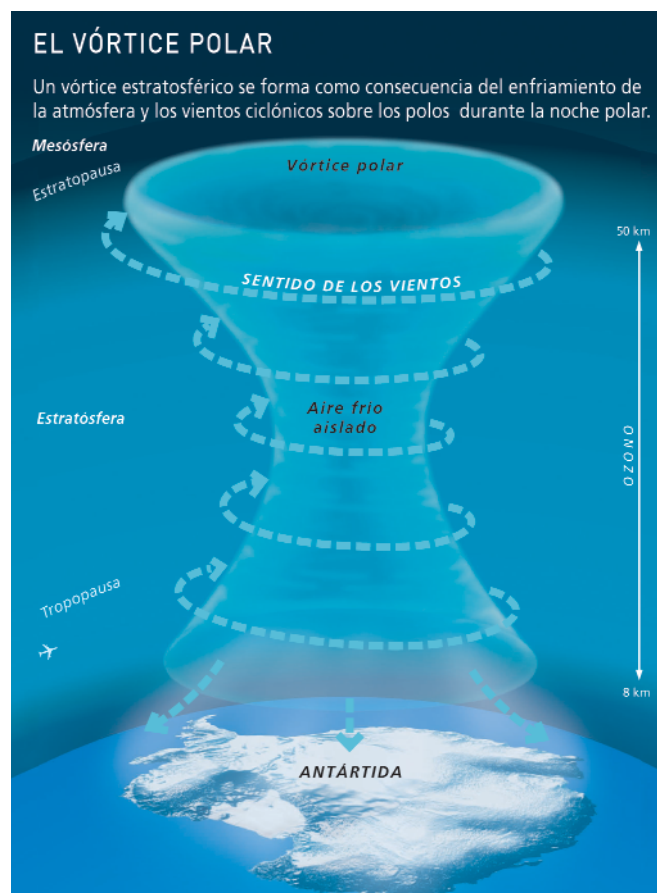 EL VÓRTICE POLAR
Un vórtice estratosférico se forma como consecuencia del enfriamiento de
la atmósfera y los vientos ciclónicos sobre los polos durante la noche polar.
Mesósfera
Estratopausa
Vórtice polar
50 km
SENTIDO DE LOS VIENTOS
Estratósfera
Aire frio
aislado
OZONO
Tropopausa
8 km
ANTÁRTIDA